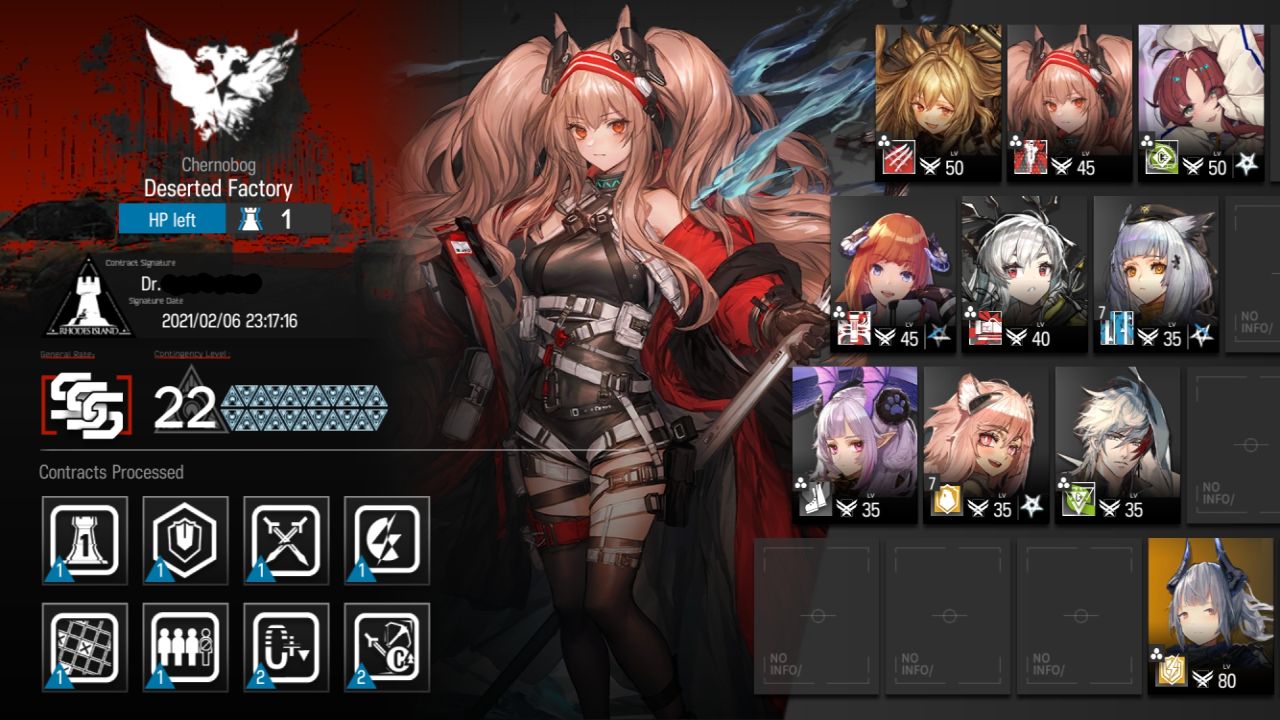 Chernobog
Deserted Factory
HP left 1
Contract Signature
Dr.
Signature Date
2021/02/06 23:17:16
RHODES ISLAND
General Rate:
Contingency Level:
SSS
22
Contracts Processed
1
1 1 1 1
1 1 2 2
LV 50
LV 45
LV 50
LV 45
LV 40
7 LV 35
NO INFO/
LV 35
7 LV 35
LV 35
NO INFO/
NO INFO/
NO INFO/
NO INFO/
LV 80